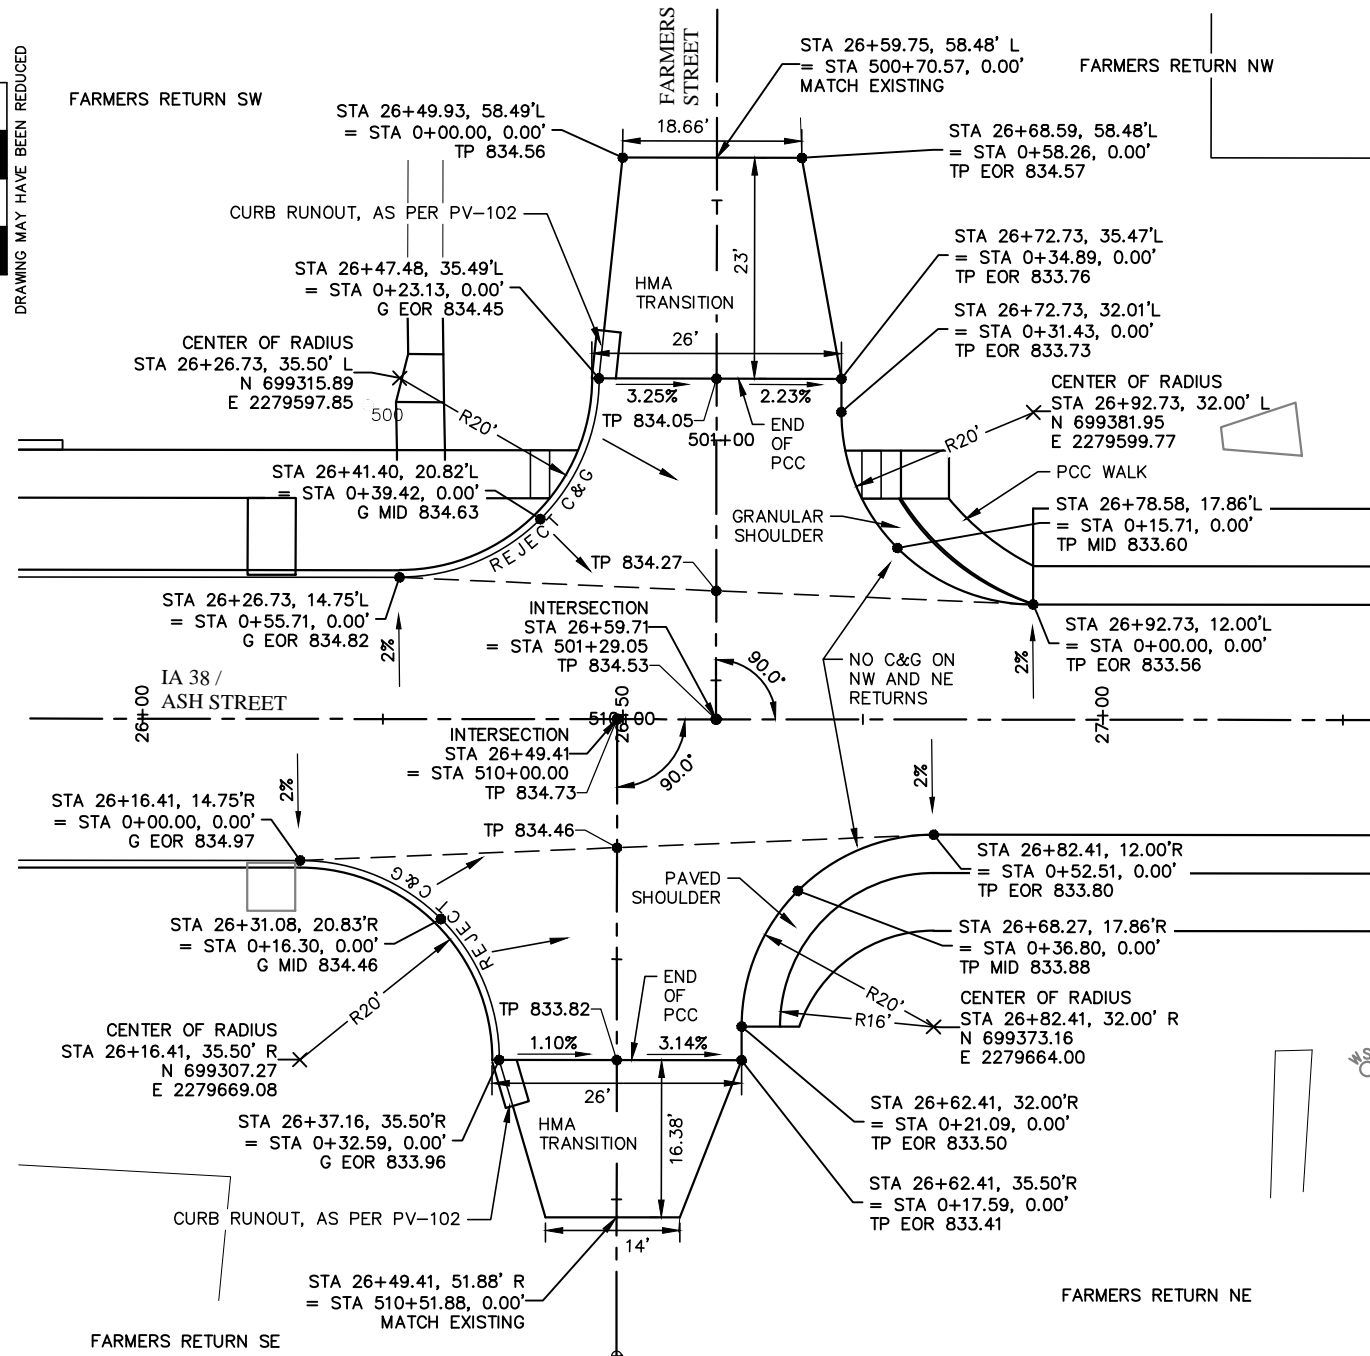 DRAWING MAY HAVE BEEN REDUCED
FARMERS RETURN SW
FARMERS
STREET
STA 26+59.75, 58.48' L
= STA 500+70.57, 0.00'
MATCH EXISTING
FARMERS RETURN NW
STA 26+49.93, 58.49'L
= STA 0+00.00, 0.00'
TP 834.56
18.66'
STA 26+68.59, 58.48'L
= STA 0+58.26, 0.00'
TP EOR 834.57
CURB RUNOUT, AS PER PV-102
STA 26+47.48, 35.49'L
= STA 0+23.13, 0.00'
G EOR 834.45
23'
HMA
TRANSITION
STA 26+72.73, 35.47'L
= STA 0+34.89, 0.00'
TP EOR 833.76
STA 26+72.73, 32.01'L
= STA 0+31.43, 0.00'
TP EOR 833.73
CENTER OF RADIUS
STA 26+26.73, 35.50' L
N 699315.89
E 2279597.85
500
R20'
26'
3.25%
2.23%
TP 834.05
501+00
END
OF
PCC
CENTER OF RADIUS
STA 26+92.73, 32.00' L
N 699381.95
E 2279599.77
R20'
STA 26+41.40, 20.82'L
= STA 0+39.42, 0.00'
G MID 834.63
REJECT C&G
PCC WALK
GRANULAR
SHOULDER
STA 26+78.58, 17.86'L
= STA 0+15.71, 0.00'
TP MID 833.60
TP 834.27
STA 26+26.73, 14.75'L
= STA 0+55.71, 0.00'
G EOR 834.82
2%
INTERSECTION
STA 26+59.71
= STA 501+29.05
TP 834.53
90.0°
NO C&G ON
NW AND NE
RETURNS
2%
STA 26+92.73, 12.00'L
= STA 0+00.00, 0.00'
TP EOR 833.56
IA 38 /
ASH STREET
26+00
510+00
26+50
27+00
INTERSECTION
STA 26+49.41
= STA 510+00.00
TP 834.73
90.0°
2%
2%
STA 26+16.41, 14.75'R
= STA 0+00.00, 0.00'
G EOR 834.97
TP 834.46
STA 26+82.41, 12.00'R
= STA 0+52.51, 0.00'
TP EOR 833.80
REJECT C&G
PAVED
SHOULDER
STA 26+31.08, 20.83'R
= STA 0+16.30, 0.00'
G MID 834.46
STA 26+68.27, 17.86'R
= STA 0+36.80, 0.00'
TP MID 833.88
R20'
TP 833.82
END
OF
PCC
R20'
R16'
CENTER OF RADIUS
STA 26+82.41, 32.00' R
N 699373.16
E 2279664.00
CENTER OF RADIUS
STA 26+16.41, 35.50' R
N 699307.27
E 2279669.08
1.10%
3.14%
26'
WS
STA 26+37.16, 35.50'R
= STA 0+32.59, 0.00'
G EOR 833.96
HMA
TRANSITION
16.38'
STA 26+62.41, 32.00'R
= STA 0+21.09, 0.00'
TP EOR 833.50
STA 26+62.41, 35.50'R
= STA 0+17.59, 0.00'
TP EOR 833.41
CURB RUNOUT, AS PER PV-102
14'
STA 26+49.41, 51.88' R
= STA 510+51.88, 0.00'
MATCH EXISTING
FARMERS RETURN NE
FARMERS RETURN SE